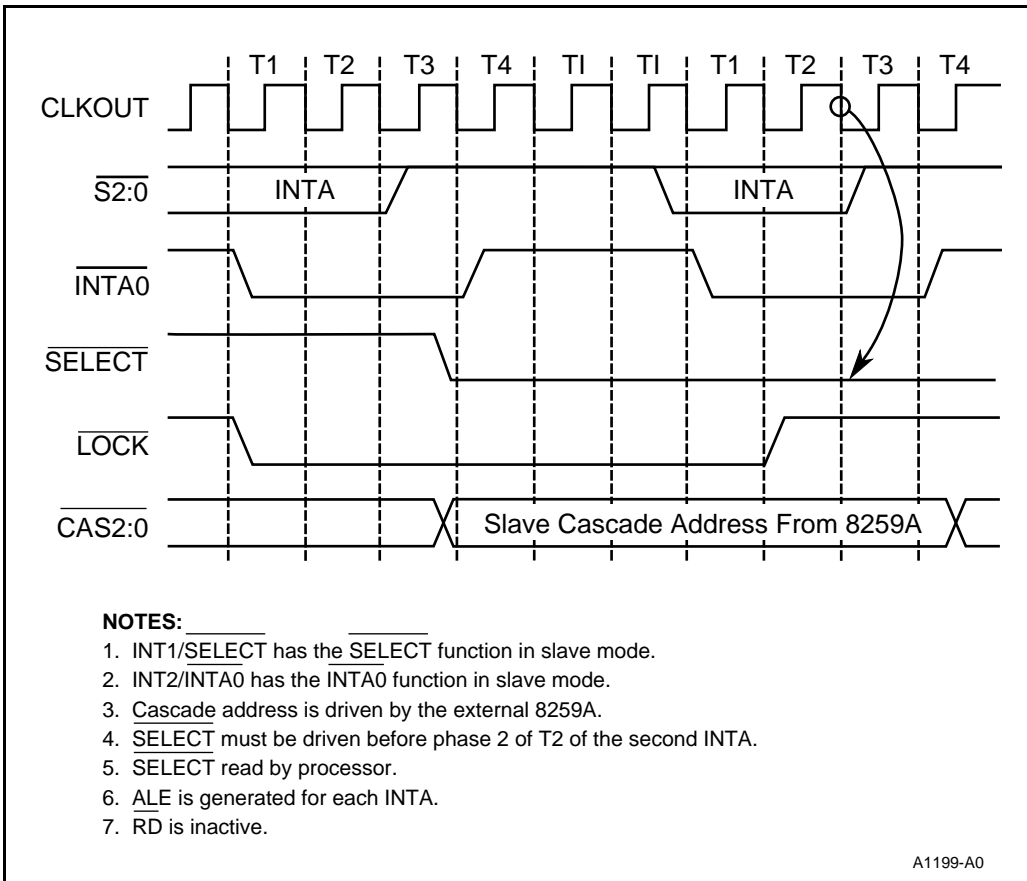 T1 T2 T3 T4 TI TI T1 T2 T3 T4
CLKOUT
S2:0 INTA INTA
INTA0
SELECT
LOCK
CAS2:0 Slave Cascade Address From 8259A
NOTES:
1. INT1/SELECT has the SELECT function in slave mode.
2. INT2/INTA0 has the INTA0 function in slave mode.
3. Cascade address is driven by the external 8259A.
4. SELECT must be driven before phase 2 of T2 of the second INTA.
5. SELECT read by processor.
6. ALE is generated for each INTA.
7. RD is inactive.
A1199-A0